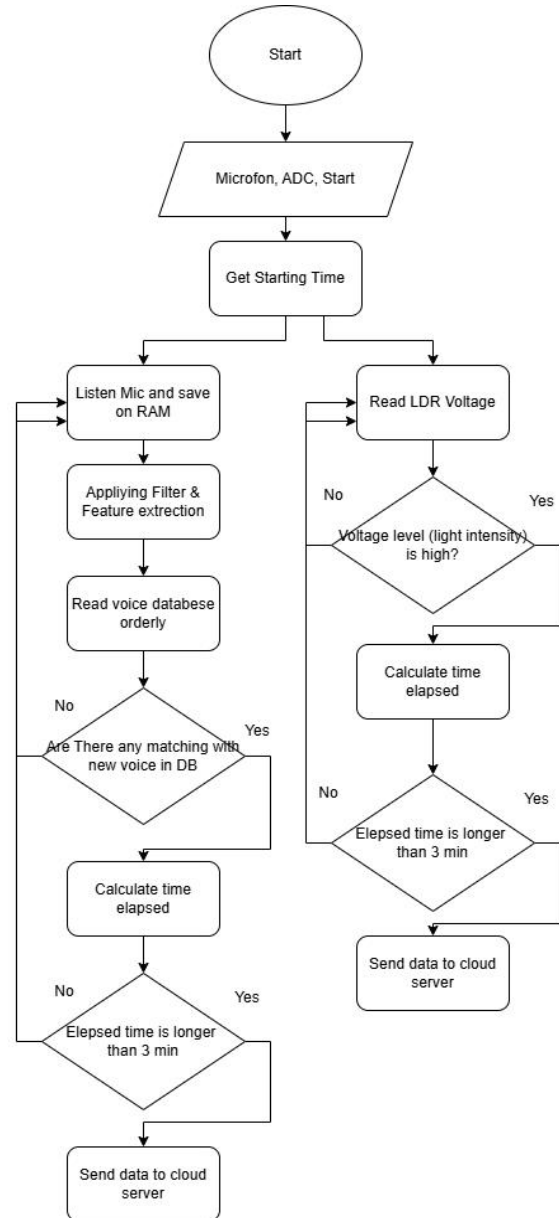 Start
Microfon, ADC, Start
Get Starting Time
Listen Mic and save
on RAM
Appliying Filter &
Feature extrection
Read voice databese
orderly
No
Yes
Are There any matching with
new voice in DB
Calculate time
elapsed
No
Yes
Elapsed time is longer
than 3 min
Send data to cloud
server
Read LDR Voltage
No
Yes
Voltage level (light intensity)
is high?
Calculate time
elapsed
No
Yes
Elapsed time is longer
than 3 min
Send data to cloud
server